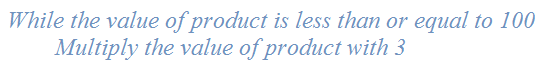 While the value of product is less than or equal to 100
Multiply the value of product with 3